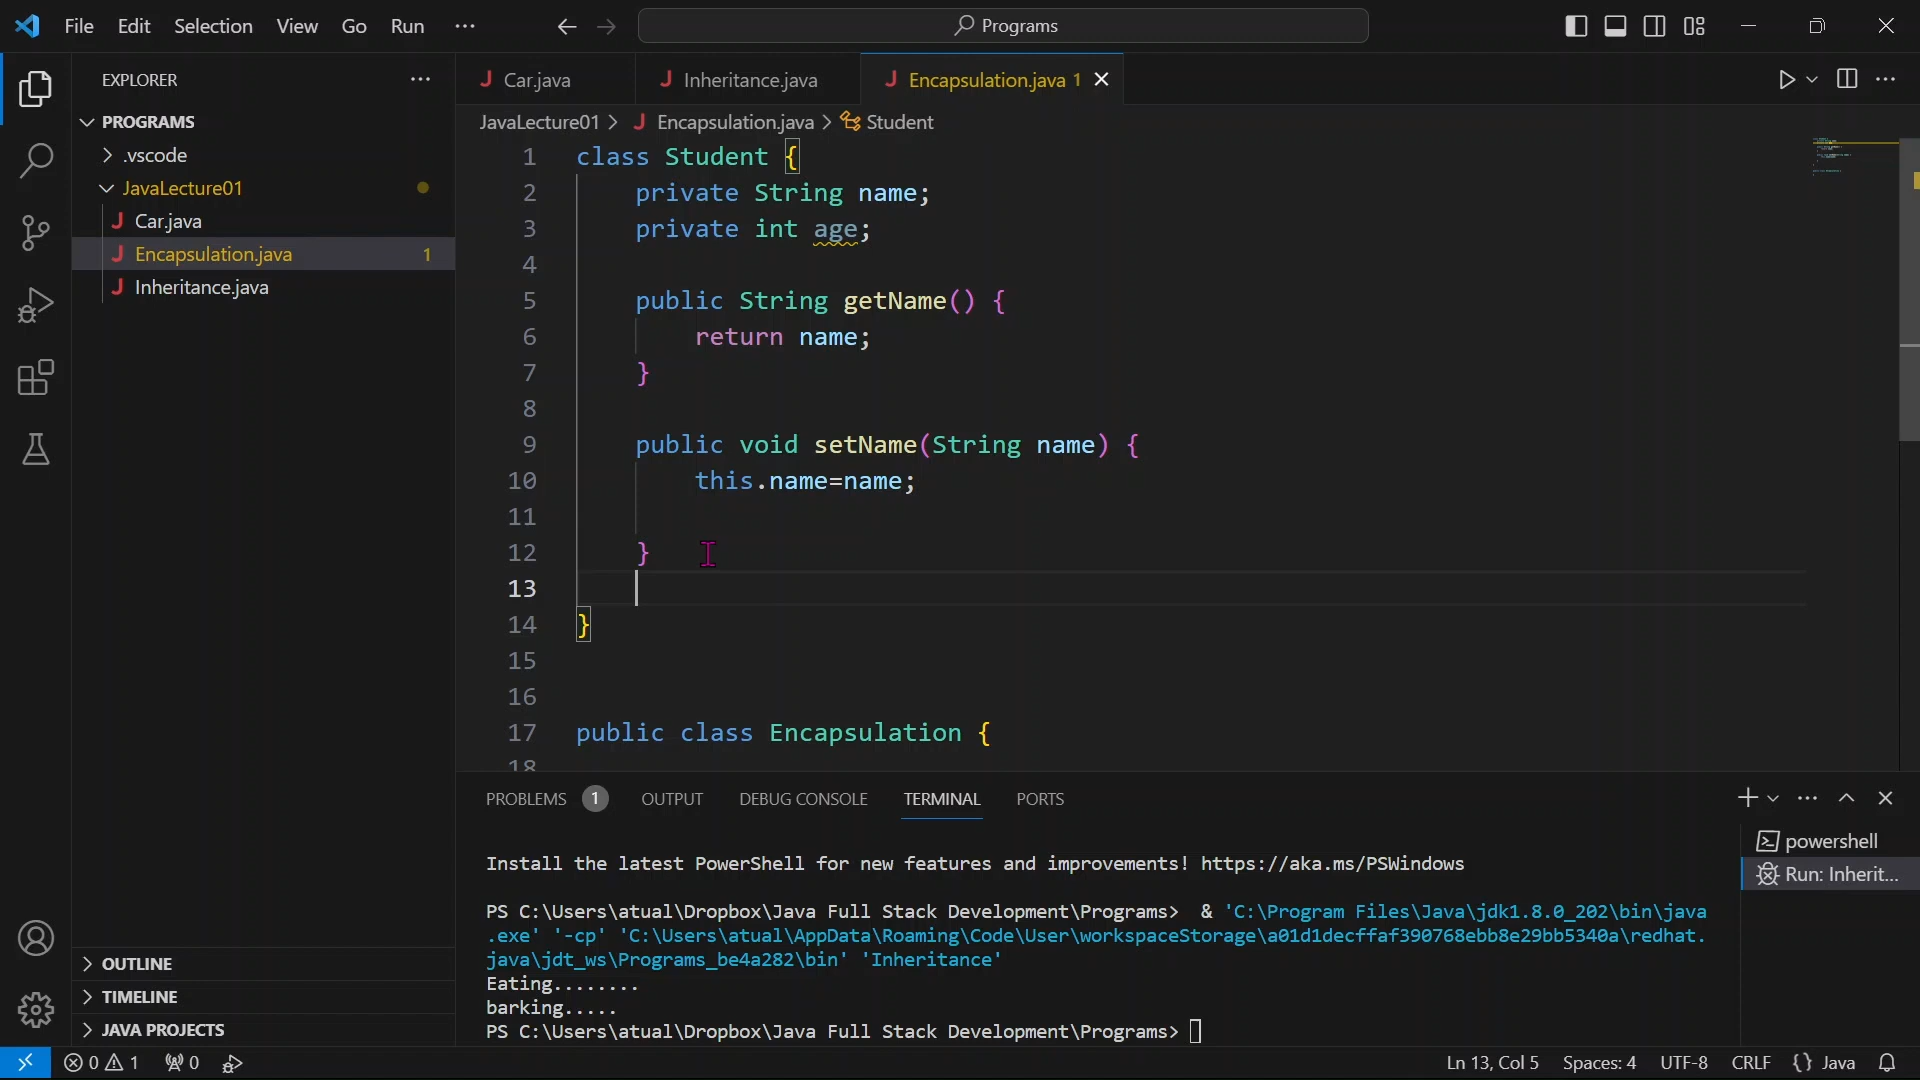 File Edit Selection View Go Run ···
Programs
EXPLORER
PROGRAMS
.vscode
JavaLecture01
Car.java
Encapsulation.java 1
Inheritance.java
OUTLINE
TIMELINE
JAVA PROJECTS
Car.java Inheritance.java Encapsulation.java 1
JavaLecture01 > Encapsulation.java > Student
1 class Student {
2 private String name;
3 private int age;
4
5 public String getName() {
6 return name;
7 }
8
9 public void setName(String name) {
10 this.name=name;
11
12 }
13
14 }
15
16
17 public class Encapsulation {
18
PROBLEMS 1 OUTPUT DEBUG CONSOLE TERMINAL PORTS
Install the latest PowerShell for new features and improvements! https://aka.ms/PSWindows
PS C:\Users\atual\Dropbox\Java Full Stack Development\Programs> & 'C:\Program Files\Java\jdk1.8.0_202\bin\java
.exe' '-cp' 'C:\Users\atual\AppData\Roaming\Code\User\workspaceStorage\a01d1decffaf390768ebb8e29bb5340a\redhat.
java\jdt_ws\Programs_be4a282\bin' 'Inheritance'
Eating........
barking.....
PS C:\Users\atual\Dropbox\Java Full Stack Development\Programs>
powershell
Run: Inherit...
0 1 0
Ln 13, Col 5 Spaces: 4 UTF-8 CRLF {} Java